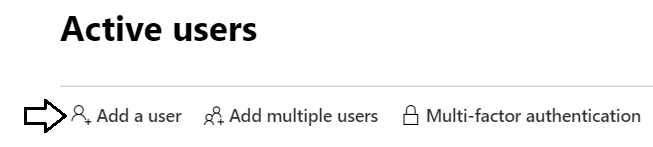 Active users
Add a user Add multiple users Multi-factor authentication